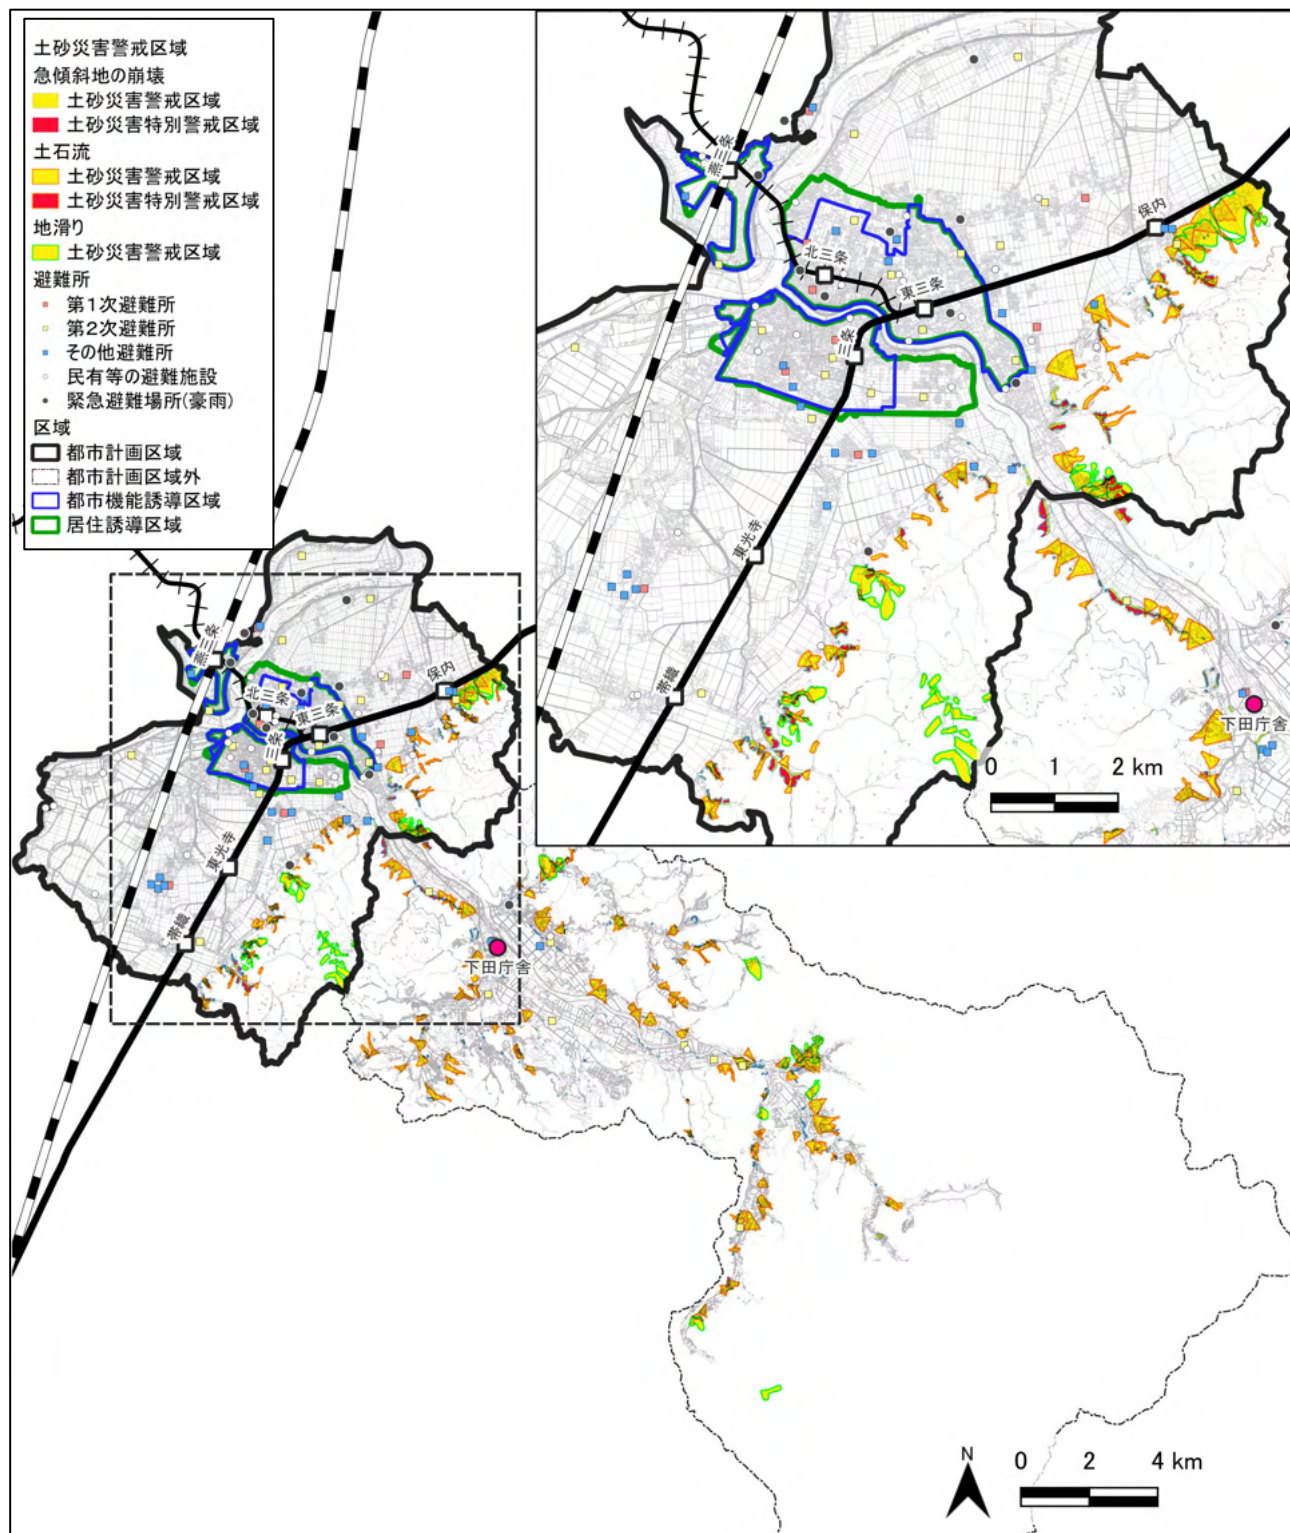 土砂災害警戒区域
急傾斜地の崩壊
土砂災害警戒区域
土砂災害特別警戒区域
土石流
土砂災害警戒区域
土砂災害特別警戒区域
地滑り
土砂災害警戒区域
避難所
第1次避難所
第2次避難所
その他避難所
民有等の避難施設
緊急避難場所(豪雨)
区域
都市計画区域
都市計画区域外
都市機能誘導区域
居住誘導区域
燕三条
保内
北三条
東三条
三条
東光寺
帯織
下田庁舎
0 1 2 km
燕三条
保内
北三条
東三条
三条
東光寺
帯織
下田庁舎
N
0 2 4 km